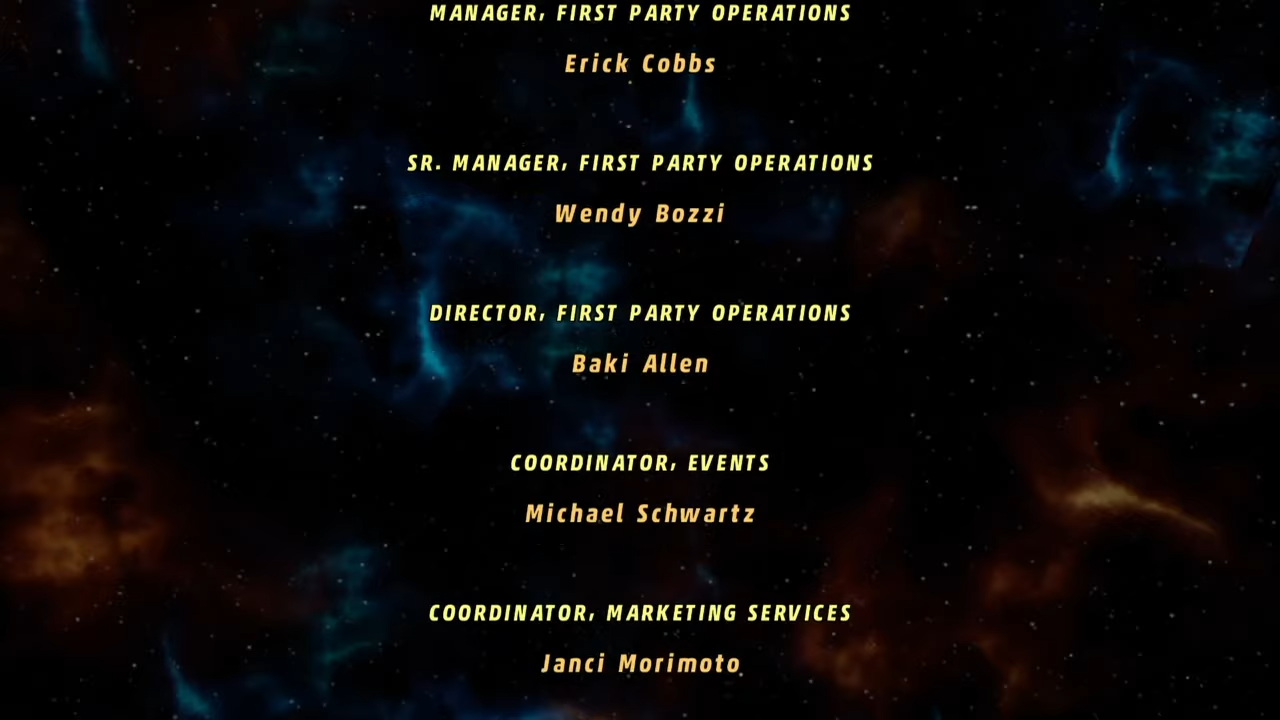 MANAGER, FIRST PARTY OPERATIONS
Erick Cobbs
SR. MANAGER, FIRST PARTY OPERATIONS
Wendy Bozzi
DIRECTOR, FIRST PARTY OPERATIONS
Baki Allen
COORDINATOR, EVENTS
Michael Schwartz
COORDINATOR, MARKETING SERVICES
Janci Morimoto